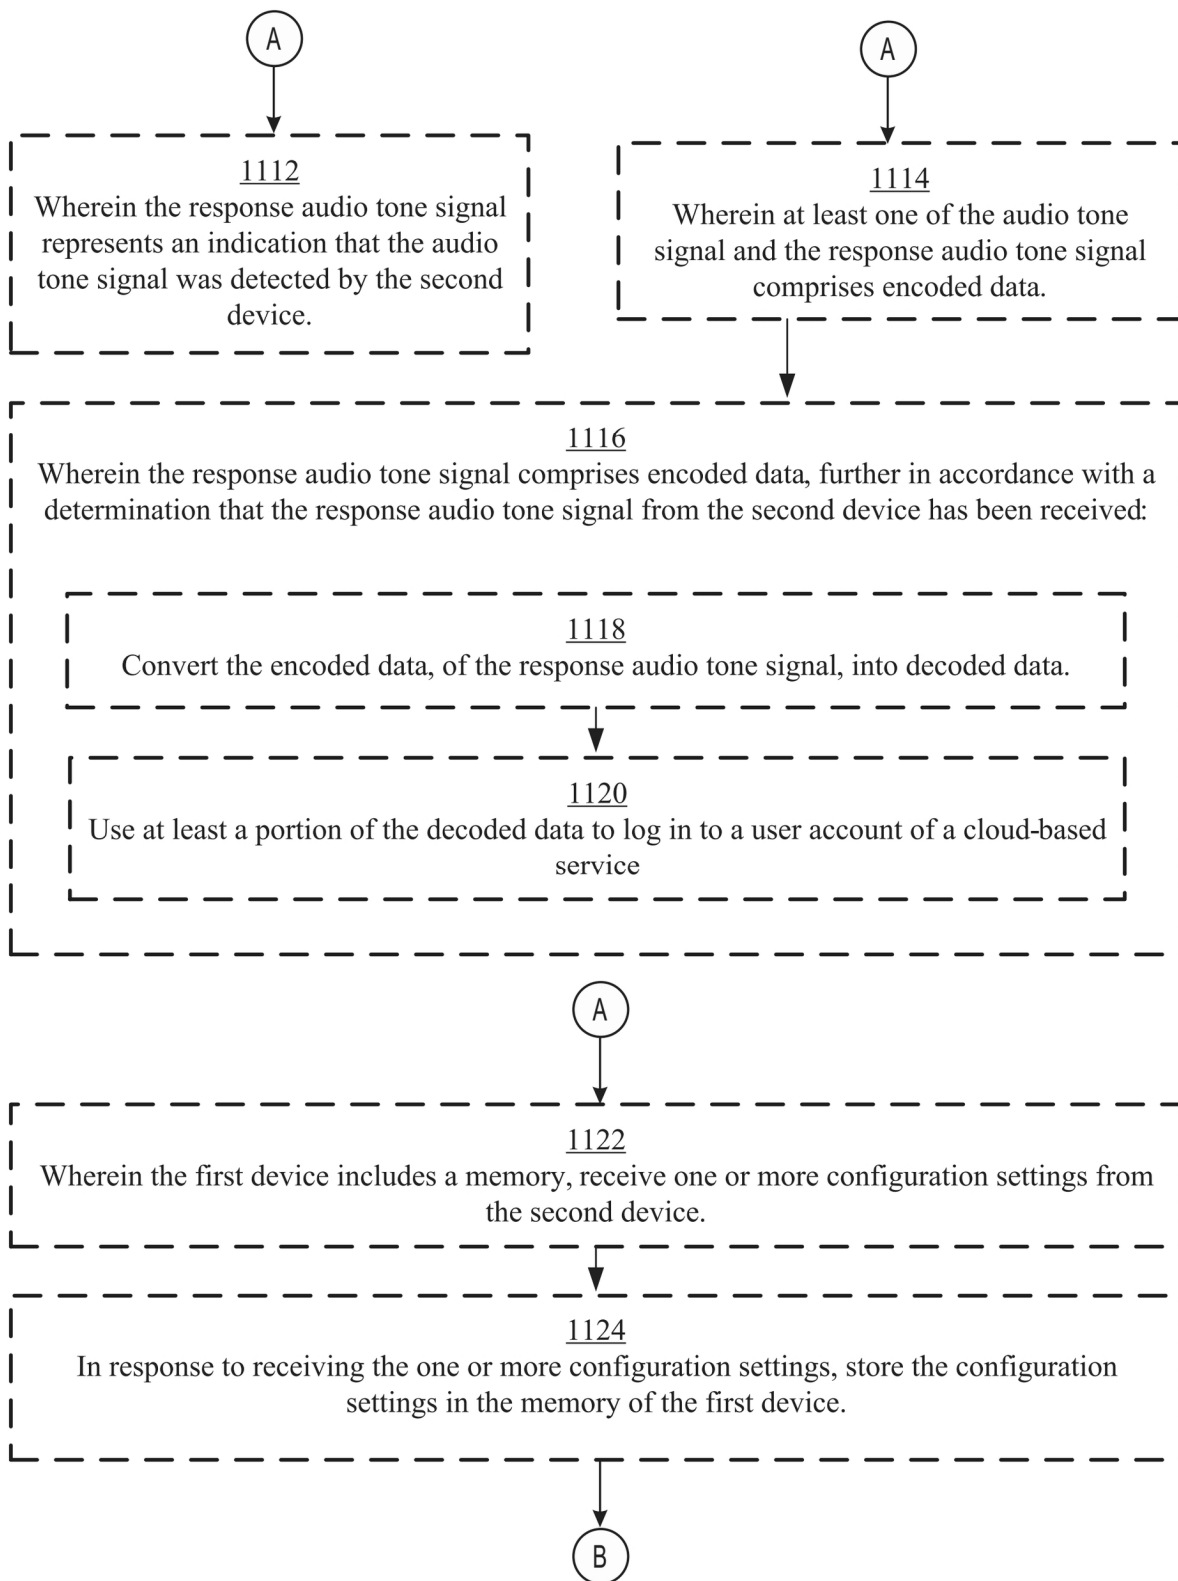 A
A
1112
Wherein the response audio tone signal
represents an indication that the audio
tone signal was detected by the second
device.
1114
Wherein at least one of the audio tone
signal and the response audio tone signal
comprises encoded data.
1116
Wherein the response audio tone signal comprises encoded data, further in accordance with a
determination that the response audio tone signal from the second device has been received:
1118
Convert the encoded data, of the response audio tone signal, into decoded data.
1120
Use at least a portion of the decoded data to log in to a user account of a cloud-based
service
A
1122
Wherein the first device includes a memory, receive one or more configuration settings from
the second device.
1124
In response to receiving the one or more configuration settings, store the configuration
settings in the memory of the first device.
B